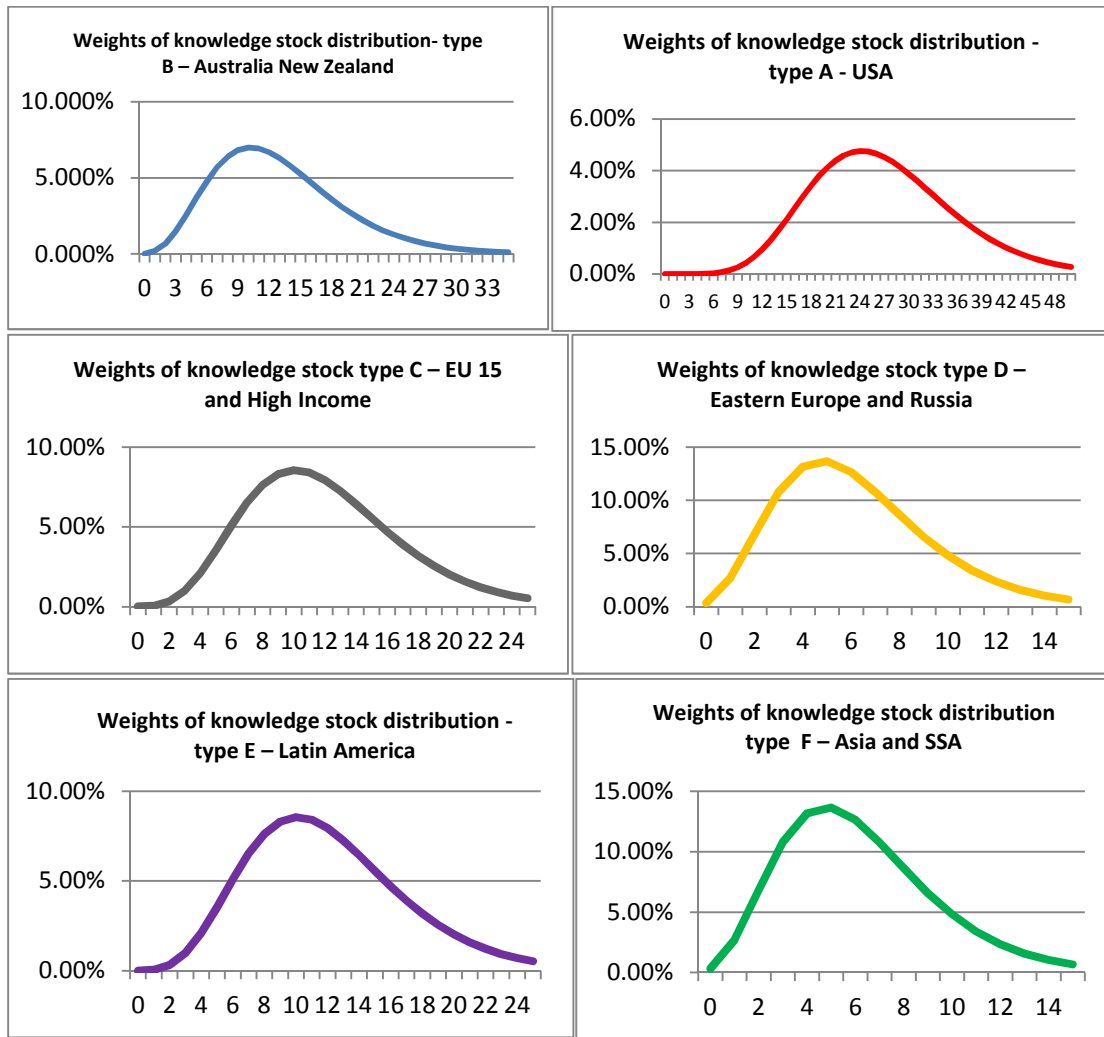 Weights of knowledge stock distribution- type
B – Australia New Zealand
10.000%
5.000%
0.000%
0 3 6 9 12 15 18 21 24 27 30 33
Weights of knowledge stock distribution -
type A - USA
6.00%
4.00%
2.00%
0.00%
0 3 6 9 12 15 18 21 24 27 30 33 36 39 42 45 48
Weights of knowledge stock type C – EU 15
and High Income
10.00%
5.00%
0.00%
0 2 4 6 8 10 12 14 16 18 20 22 24
Weights of knowledge stock type D –
Eastern Europe and Russia
15.00%
10.00%
5.00%
0.00%
0 2 4 6 8 10 12 14
Weights of knowledge stock distribution -
type E – Latin America
10.00%
5.00%
0.00%
0 2 4 6 8 10 12 14 16 18 20 22 24
Weights of knowledge stock distribution
type F – Asia and SSA
15.00%
10.00%
5.00%
0.00%
0 2 4 6 8 10 12 14